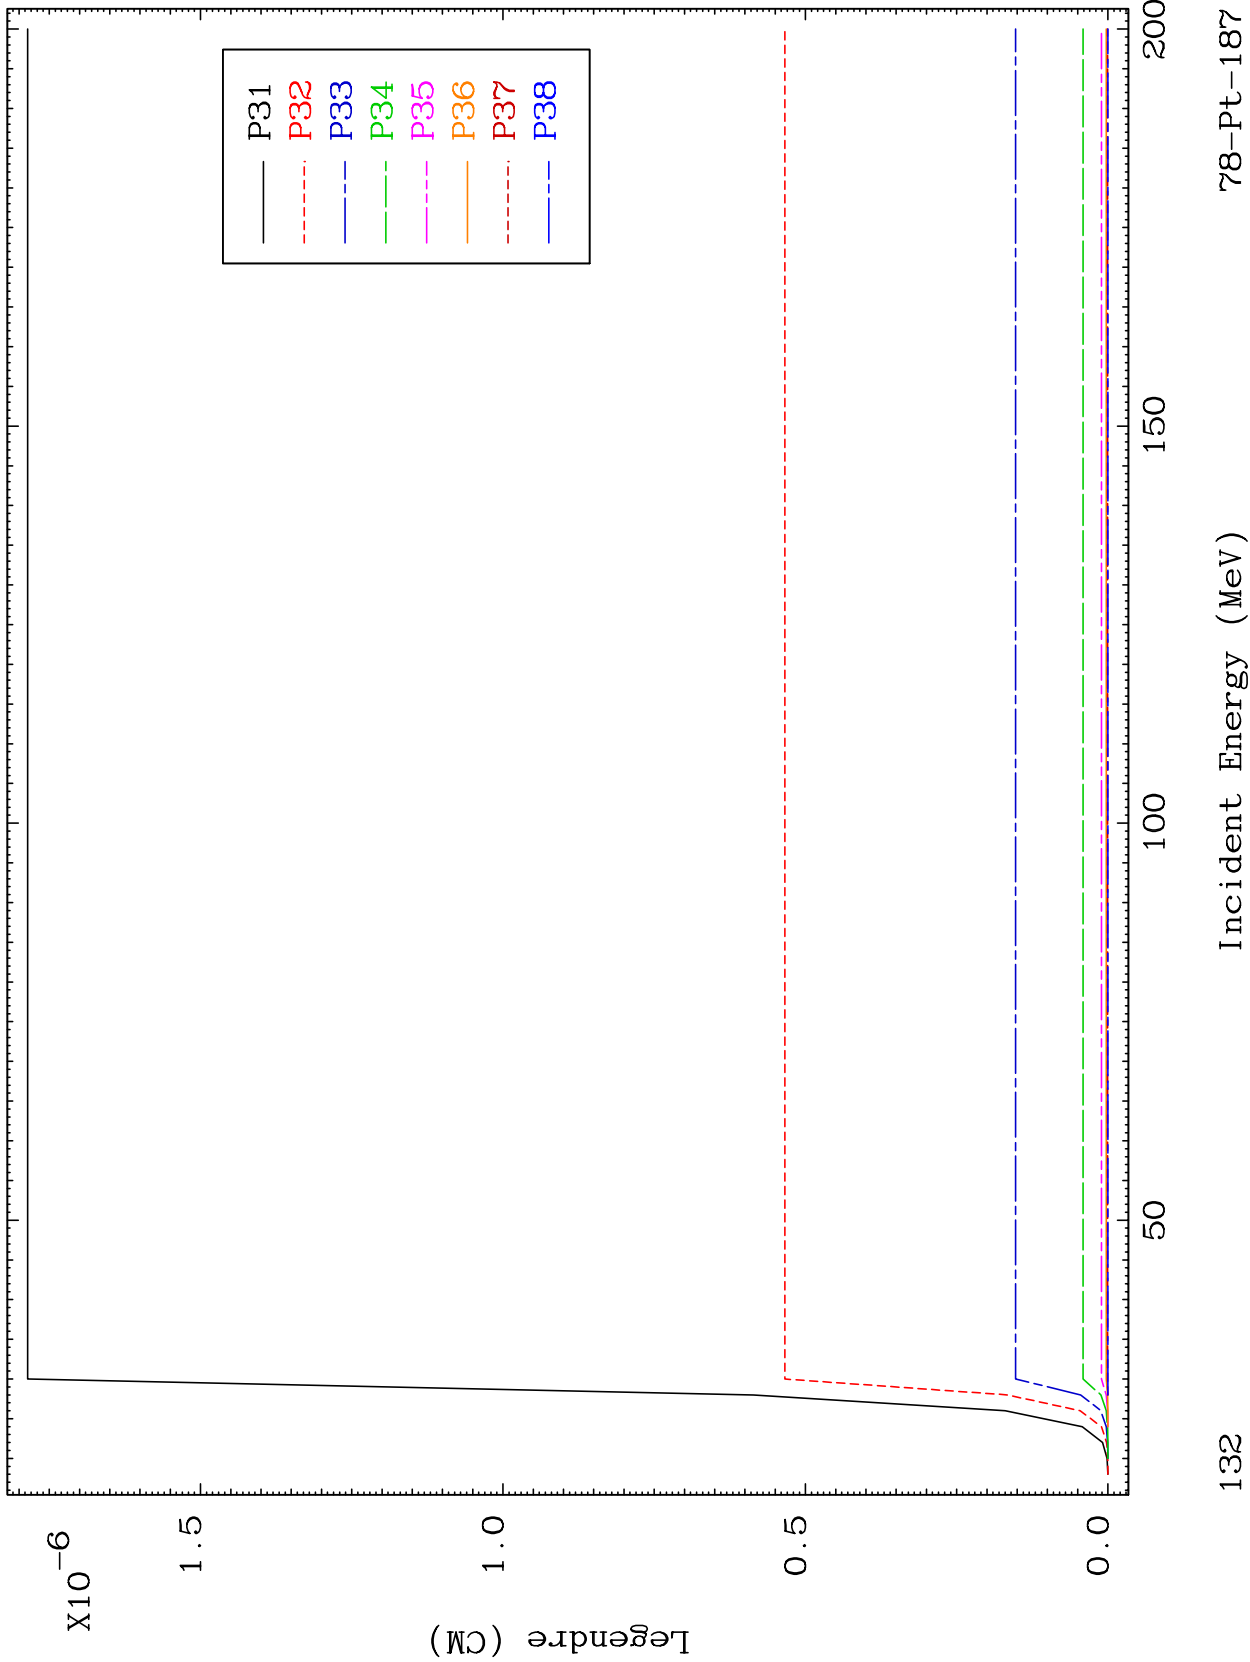 X10-6
1.5
1.0
0.5
0.0
Legendre (CM)
P31
P32
P33
P34
P35
P36
P37
P38
50
100
150
200
132
Incident Energy (MeV)
78-Pt-187